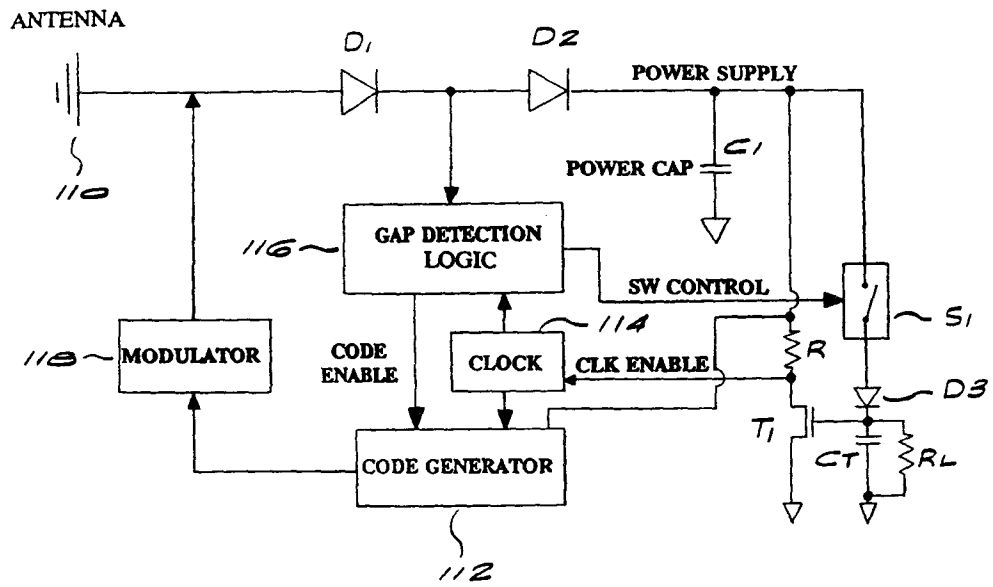 ANTENNA
D1
D2
POWER SUPPLY
C1
POWER CAP
110
116
GAP DETECTION
LOGIC
SW CONTROL
S1
114
118
MODULATOR
CODE
ENABLE
CLOCK
CLK ENABLE
R
D3
T1
CT
RL
CODE GENERATOR
112